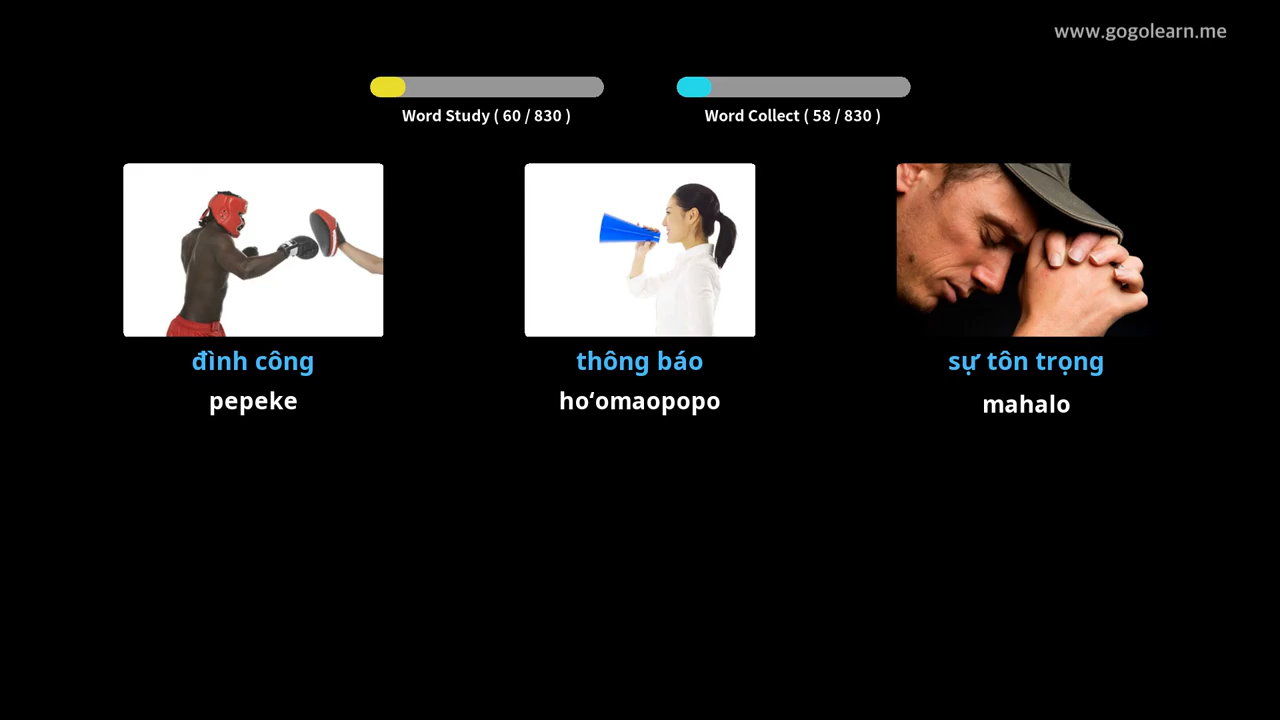 www.gogolearn.me
Word Study ( 60 / 830 )
Word Collect ( 58 / 830 )
đình công
thông báo
sự tôn trọng
pepeke
hoʻomaopopo
mahalo